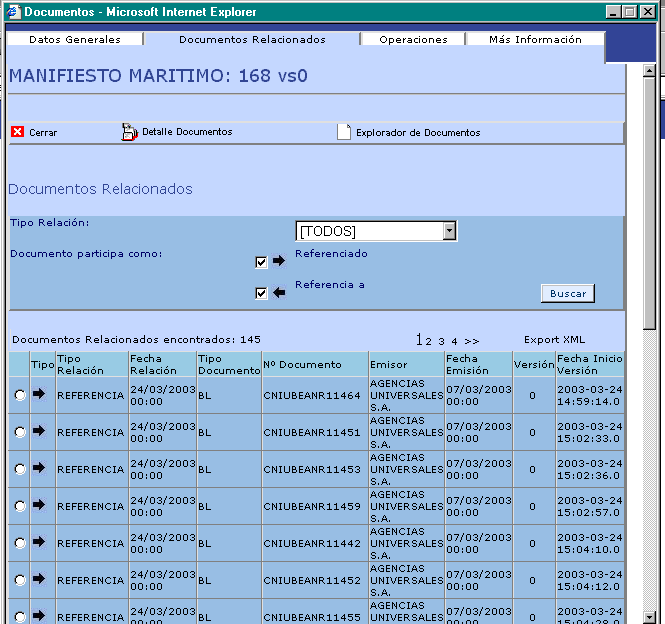 Documentos - Microsoft Internet Explorer
Datos Generales Documentos Relacionados Operaciones Más Información
MANIFIESTO MARITIMO: 168 vs0
Cerrar Detalle Documentos Explorador de Documentos
Documentos Relacionados
Tipo Relación: [TODOS]
Documento participa como: Referenciado
Referencia a
Buscar
Documentos Relacionados encontrados: 145 1 2 3 4 >> Export XML
Tipo Tipo Relación Fecha Relación Tipo Documento Nº Documento Emisor Fecha Emisión Versión Fecha Inicio Versión
REFERENCIA 24/03/2003 00:00 BL CNIUBEANR11464 AGENCIAS UNIVERSALES S.A. 07/03/2003 00:00 0 2003-03-24 14:59:14.0
REFERENCIA 24/03/2003 00:00 BL CNIUBEANR11451 AGENCIAS UNIVERSALES S.A. 07/03/2003 00:00 0 2003-03-24 15:02:33.0
REFERENCIA 24/03/2003 00:00 BL CNIUBEANR11453 AGENCIAS UNIVERSALES S.A. 07/03/2003 00:00 0 2003-03-24 15:02:36.0
REFERENCIA 24/03/2003 00:00 BL CNIUBEANR11459 AGENCIAS UNIVERSALES S.A. 07/03/2003 00:00 0 2003-03-24 15:02:57.0
REFERENCIA 24/03/2003 00:00 BL CNIUBEANR11442 AGENCIAS UNIVERSALES S.A. 07/03/2003 00:00 0 2003-03-24 15:04:10.0
REFERENCIA 24/03/2003 00:00 BL CNIUBEANR11452 AGENCIAS UNIVERSALES S.A. 07/03/2003 00:00 0 2003-03-24 15:04:12.0
REFERENCIA 24/03/2003 00:00 BL CNIUBEANR11455 AGENCIAS UNIVERSALES 07/03/2003 00:00 0 2003-03-24 15:04:28.0